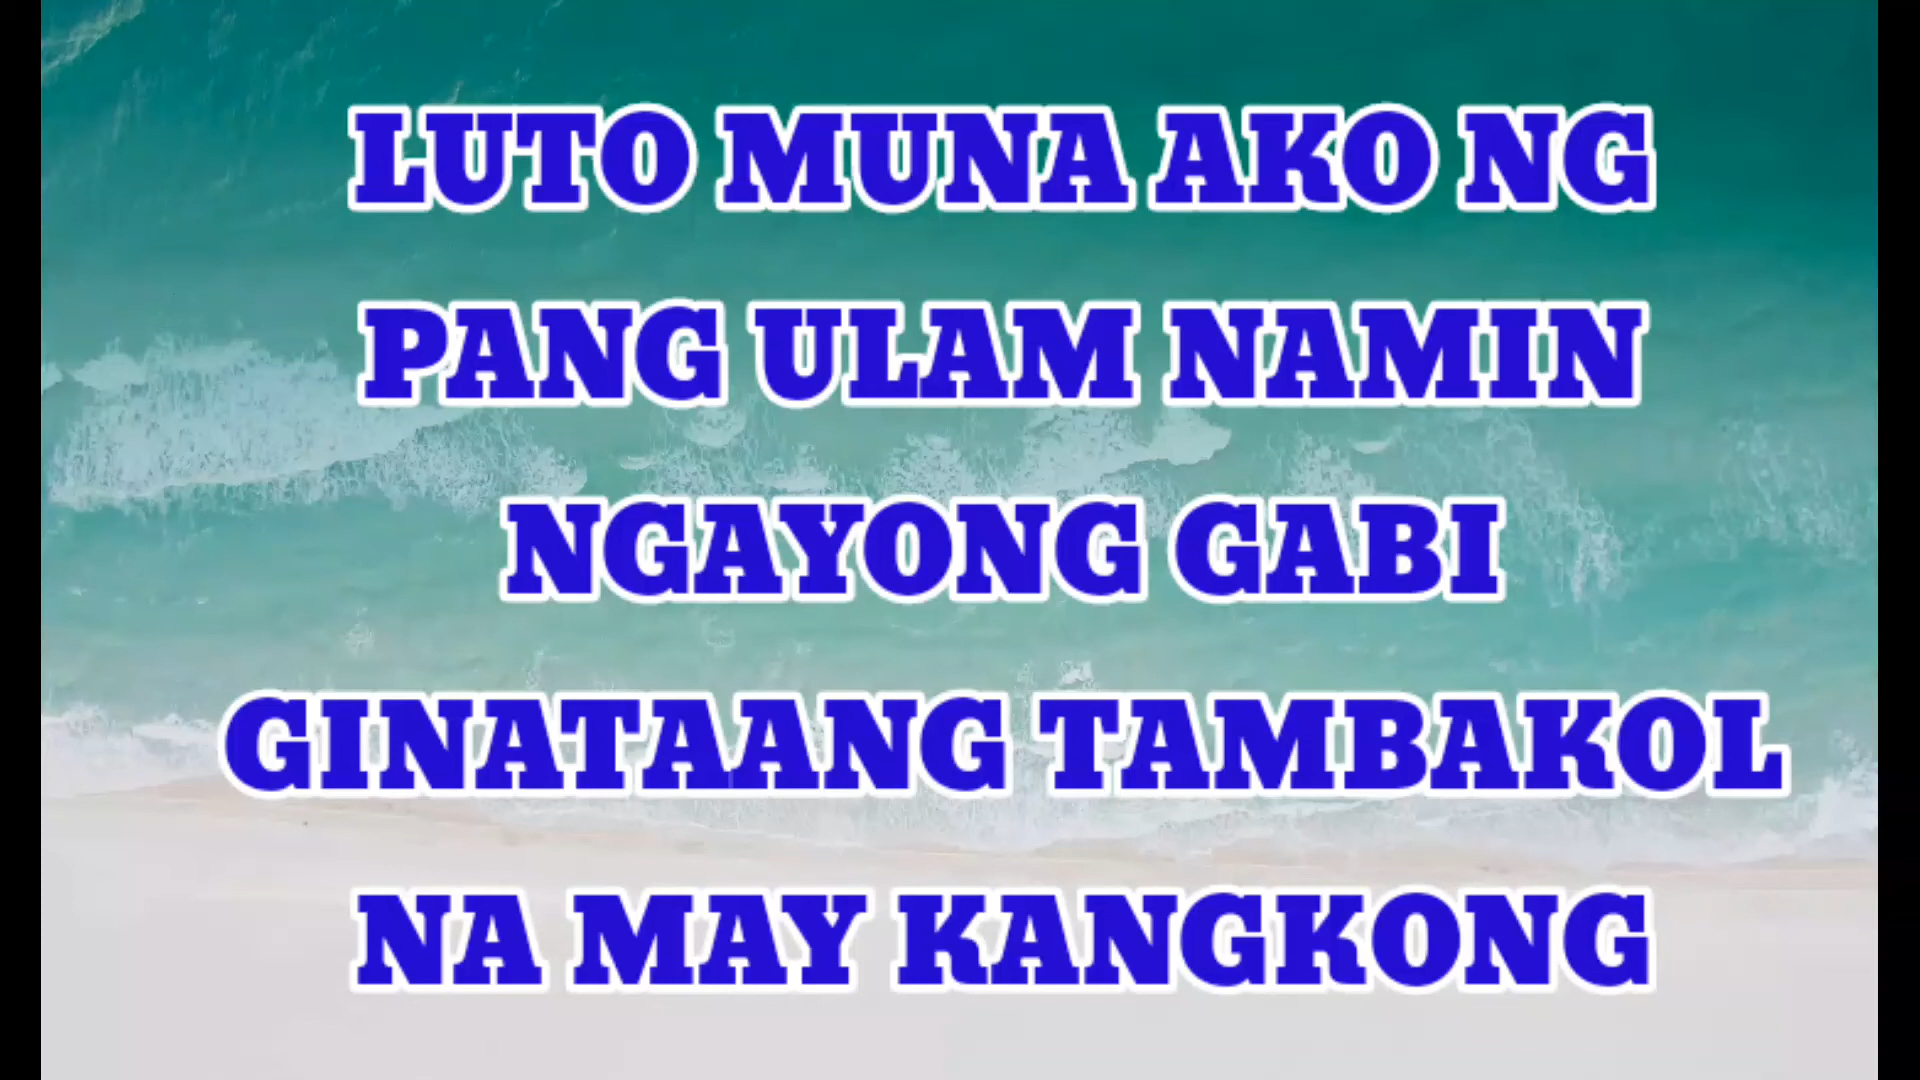 LUTO MUNA AKO NG
PANG ULAM NAMIN
NGAYONG GABI
GINATAANG TAMBAKOL
NA MAY KANGKONG